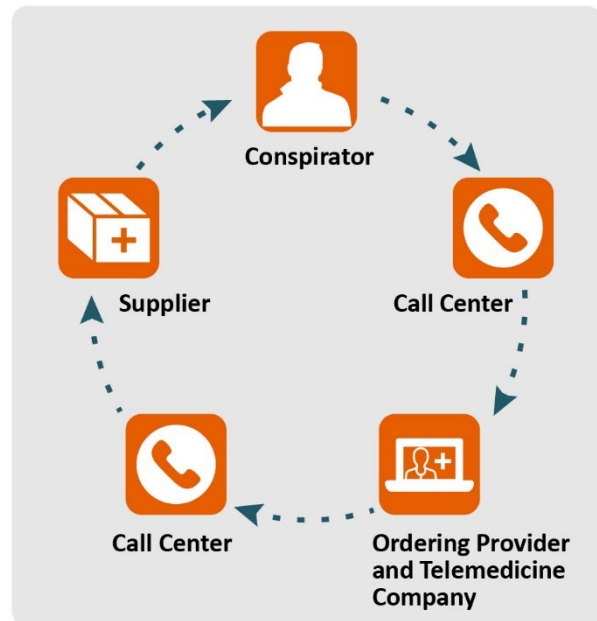 Conspirator
Supplier
Call Center
Call Center
Ordering Provider
and Telemedicine
Company